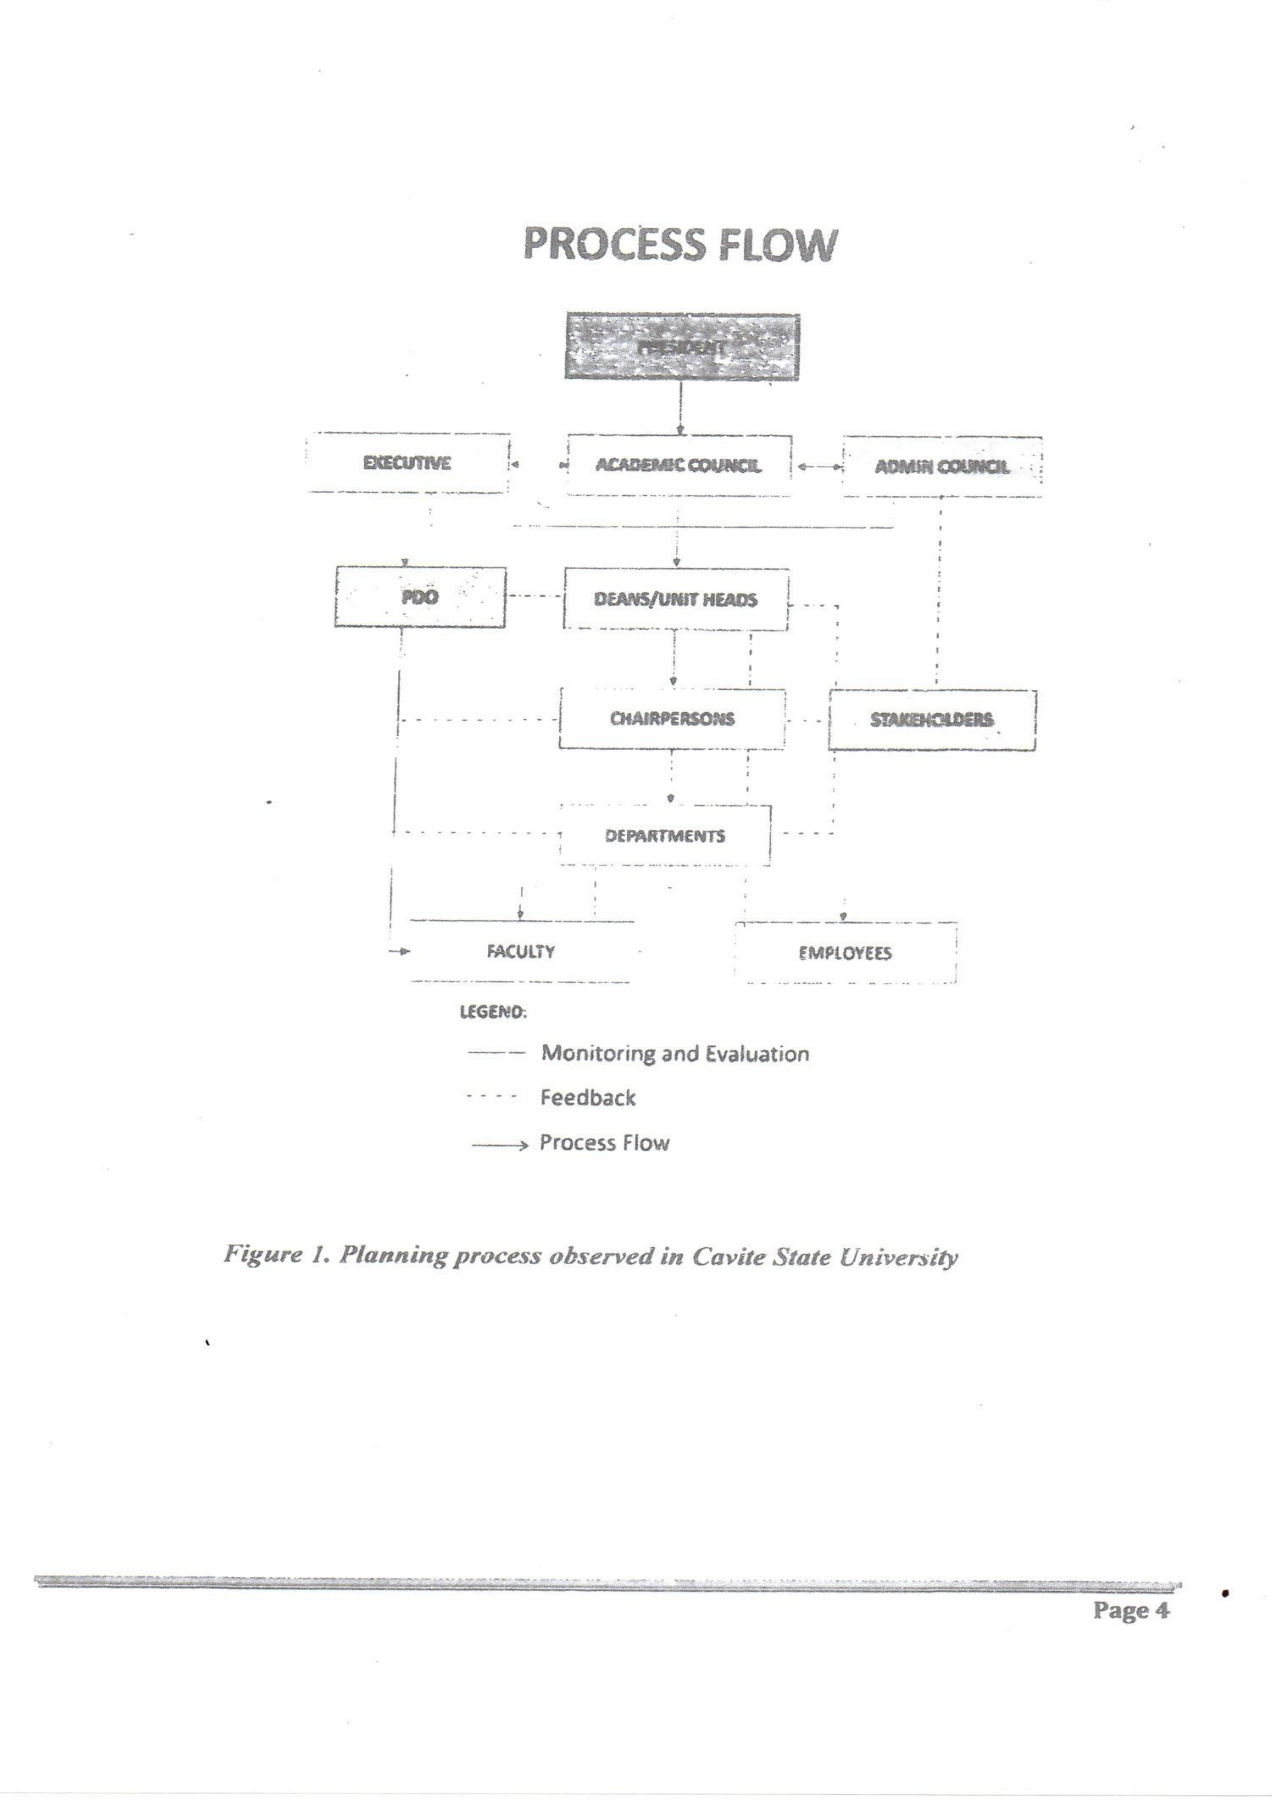 PROCESS FLOW
PRESIDENT
EXECUTIVE
ACADEMIC COUNCIL
ADMIN COUNCIL
PDO
DEANS/UNIT HEADS
CHAIRPERSONS
STAKEHOLDERS
DEPARTMENTS
FACULTY
EMPLOYEES
LEGEND:
Monitoring and Evaluation
Feedback
Process Flow
Figure 1. Planning process observed in Cavite State University
Page 4